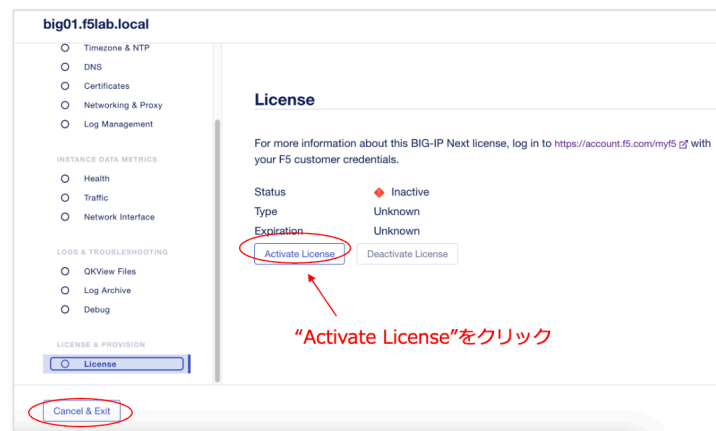 big01.f5lab.local
Timezone & NTP
DNS
Certificates
Networking & Proxy
Log Management
INSTANCE DATA METRICS
Health
Traffic
Network Interface
LOGS & TROUBLESHOOTING
QKView Files
Log Archive
Debug
LICENSE & PROVISION
License
Cancel & Exit
License
For more information about this BIG-IP Next license, log in to https://account.f5.com/myf5 with
your F5 customer credentials.
Status Inactive
Type Unknown
Expiration Unknown
Activate License Deactivate License
“Activate License”をクリック